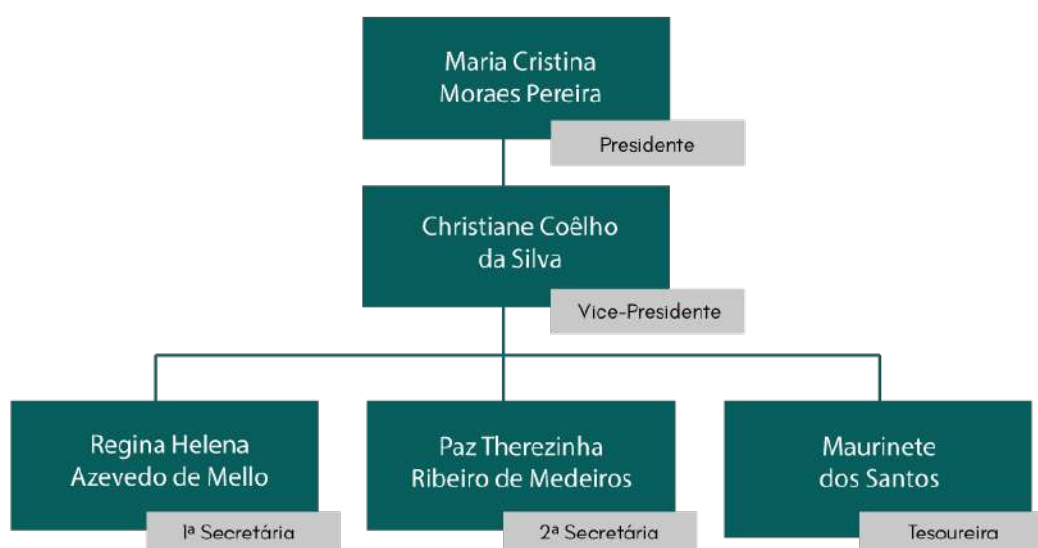 Maria Cristina
Moraes Pereira
Presidente
Christiane Coêlho
da Silva
Vice-Presidente
Regina Helena
Azevedo de Mello
1ª Secretária
Paz Therezinha
Ribeiro de Medeiros
2ª Secretária
Maurinete
dos Santos
Tesoureira